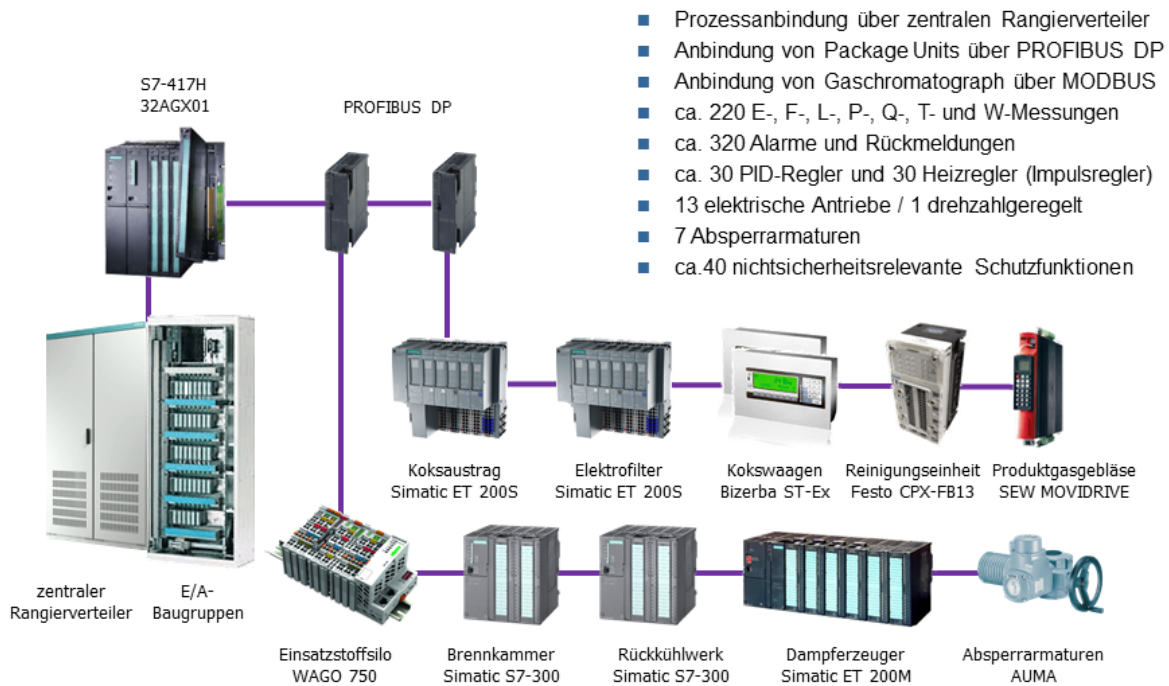 Prozessanbindung über zentralen Rangierverteiler
Anbindung von Package Units über PROFIBUS DP
Anbindung von Gaschromatograph über MODBUS
ca. 220 E-, F-, L-, P-, Q-, T- und W-Messungen
ca. 320 Alarme und Rückmeldungen
ca. 30 PID-Regler und 30 Heizregler (Impulsregler)
13 elektrische Antriebe / 1 drehzahlgeregelt
7 Absperrarmaturen
ca.40 nichtsicherheitsrelevante Schutzfunktionen
S7-417H
32AGX01
PROFIBUS DP
Koksaustrag
Simatic ET 200S
Elektrofilter
Simatic ET 200S
Kokswaagen
Bizerba ST-Ex
Reinigungseinheit
Festo CPX-FB13
Produktgasgebläse
SEW MOVIDRIVE
zentraler
Rangierverteiler
E/A-
Baugruppen
Einsatzstoffsilo
WAGO 750
Brennkammer
Simatic S7-300
Rückkühlwerk
Simatic S7-300
Dampferzeuger
Simatic ET 200M
Absperrarmaturen
AUMA